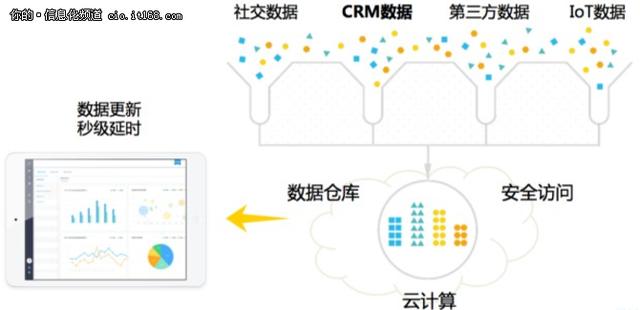 你的·信息化频道 cio.it168.com
社交数据 CRM数据 第三方数据 IoT数据
数据更新
秒级延时
数据仓库 安全访问
云计算